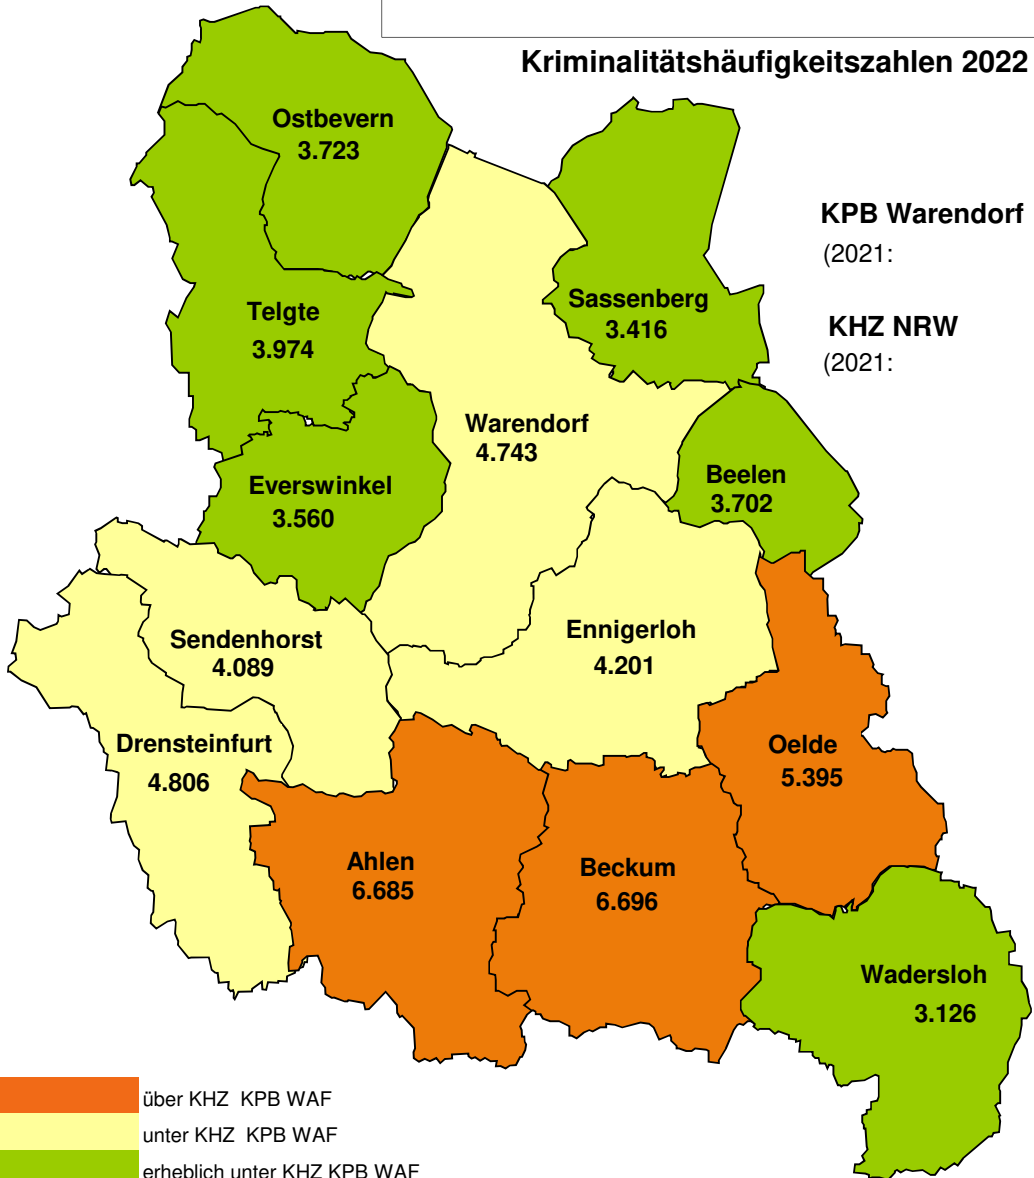 Kriminalitätshäufigkeitszahlen 2022
Ostbevern
3.723
KPB Warendorf
(2021:
Sassenberg
3.416
Telgte
3.974
KHZ NRW
(2021:
Warendorf
4.743
Beelen
3.702
Everswinkel
3.560
Ennigerloh
4.201
Sendenhorst
4.089
Drensteinfurt
4.806
Oelde
5.395
Ahlen
6.685
Beckum
6.696
Wadersloh
3.126
über KHZ KPB WAF
unter KHZ KPB WAF
erheblich unter KHZ KPB WAF